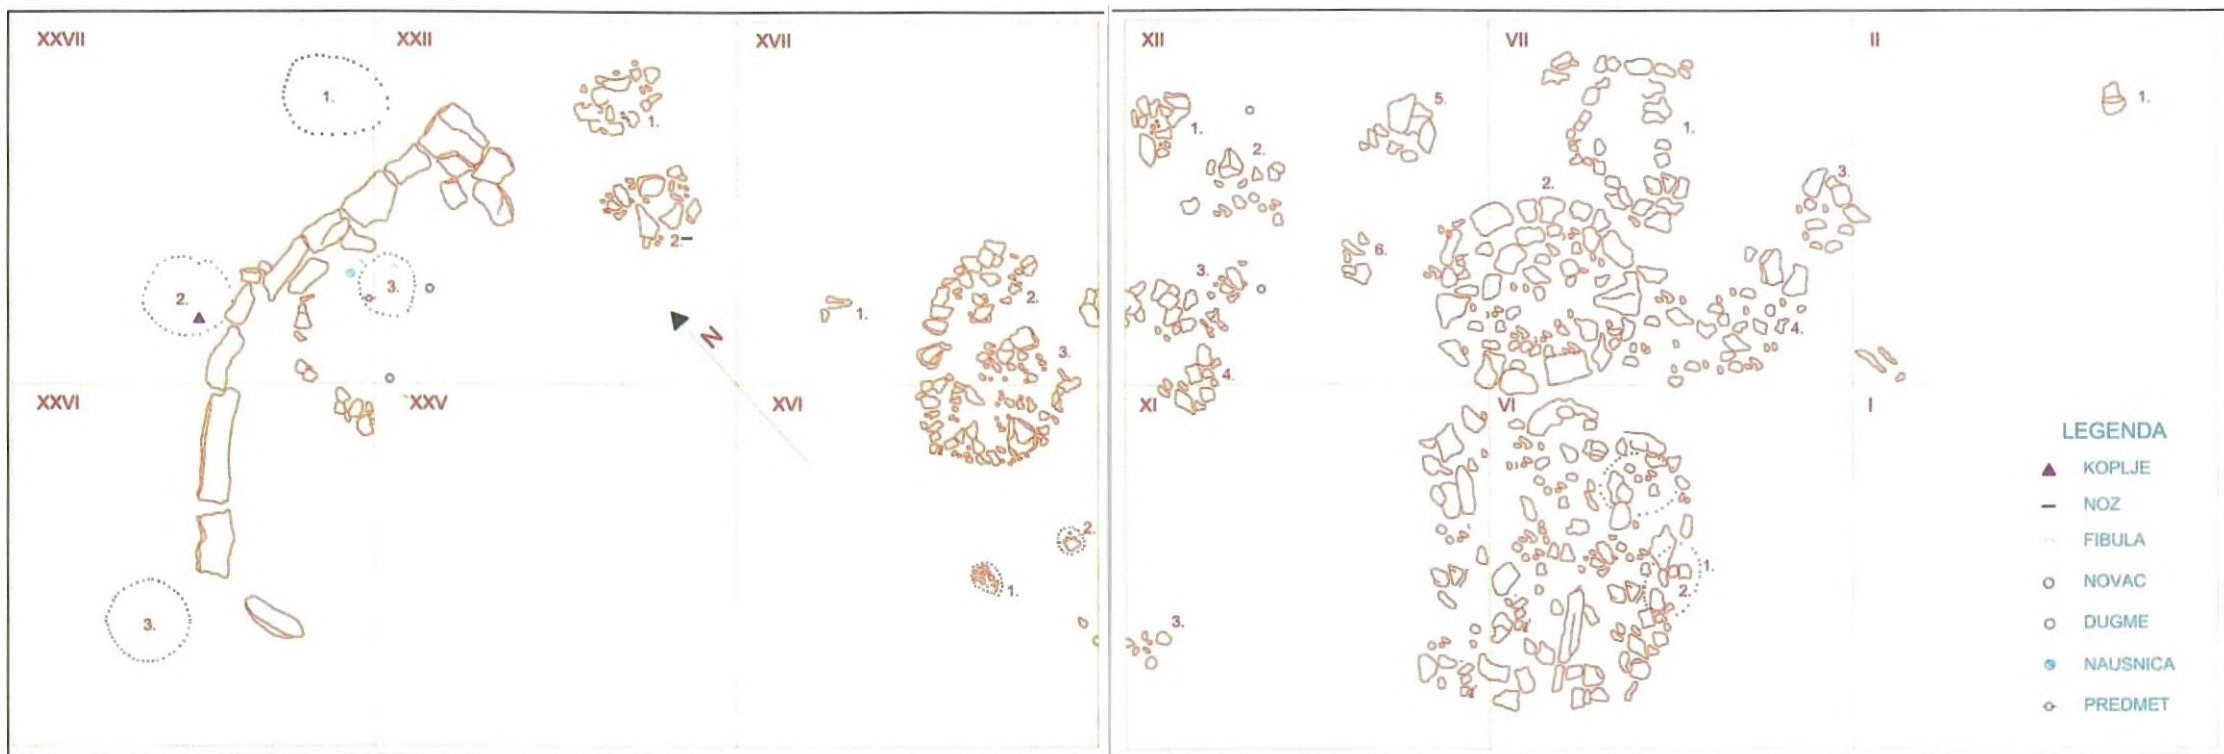 XXVII
XXII
XVII
XII
VII
II
1.
1.
2.
2.
3.
1.
2.
3.
1.
2.
3.
4.
5.
6.
1.
2.
3.
4.
1.
N
XXVI
XXV
XVI
XI
VI
I
3.
1.
2.
3.
1.
2.
LEGENDA
KOPLJE
NOZ
FIBULA
NOVAC
DUGME
NAUSNICA
PREDMET